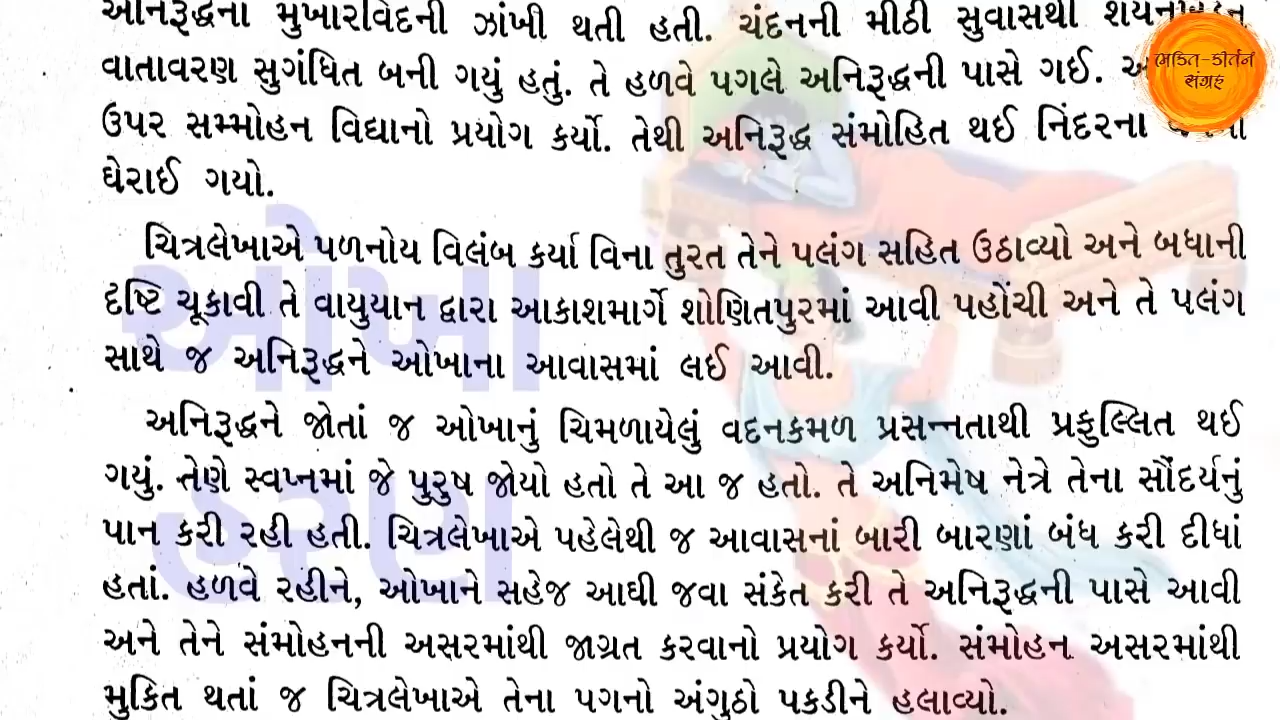 અનિરૂદ્ધના મુખારવિંદની ઝાંખી થતી હતી. ચંદનની મીઠી સુવાસથી
વાતાવરણ સુગંધિત બની ગયું હતું. તે હળવે પગલે અનિરૂદ્ધની પાસે ગઈ.
ઉપર સમ્મોહન વિદ્યાનો પ્રયોગ કર્યો. તેથી અનિરૂદ્ધ સંમોહિત થઈ નિંદરના
ઘેરાઈ ગયો.
ભક્તિ-કીર્તન
સંગ્રહ
ચિત્રલેખાએ પળનોય વિલંબ કર્યા વિના તુરત તેને પલંગ સહિત ઉઠાવ્યો અને બધાની
દૃષ્ટિ ચૂકાવી તે વાયુયાન દ્વારા આકાશમાર્ગે શોણિતપુરમાં આવી પહોંચી અને તે પલંગ
સાથે જ અનિરૂદ્ધને ઓખાના આવાસમાં લઈ આવી.
અનિરૂદ્ધને જોતાં જ ઓખાનું ચિમળાયેલું વદનકમળ પ્રસન્નતાથી પ્રફુલ્લિત થઈ
ગયું. તેણે સ્વપ્નમાં જે પુરુષ જોયો હતો તે આ જ હતો. તે અનિમેષ નેત્રે તેના સૌંદર્યનું
પાન કરી રહી હતી. ચિત્રલેખાએ પહેલેથી જ આવાસનાં બારી બારણાં બંધ કરી દીધાં
હતાં. હળવે રહીને, ઓખાને સહેજ આઘી જવા સંકેત કરી તે અનિરૂદ્ધની પાસે આવી
અને તેને સંમોહનની અસરમાંથી જાગ્રત કરવાનો પ્રયોગ કર્યો. સંમોહન અસરમાંથી
મુકિત થતાં જ ચિત્રલેખાએ તેના પગનો અંગુઠો પકડીને હલાવ્યો.
ઓખા
હરણ